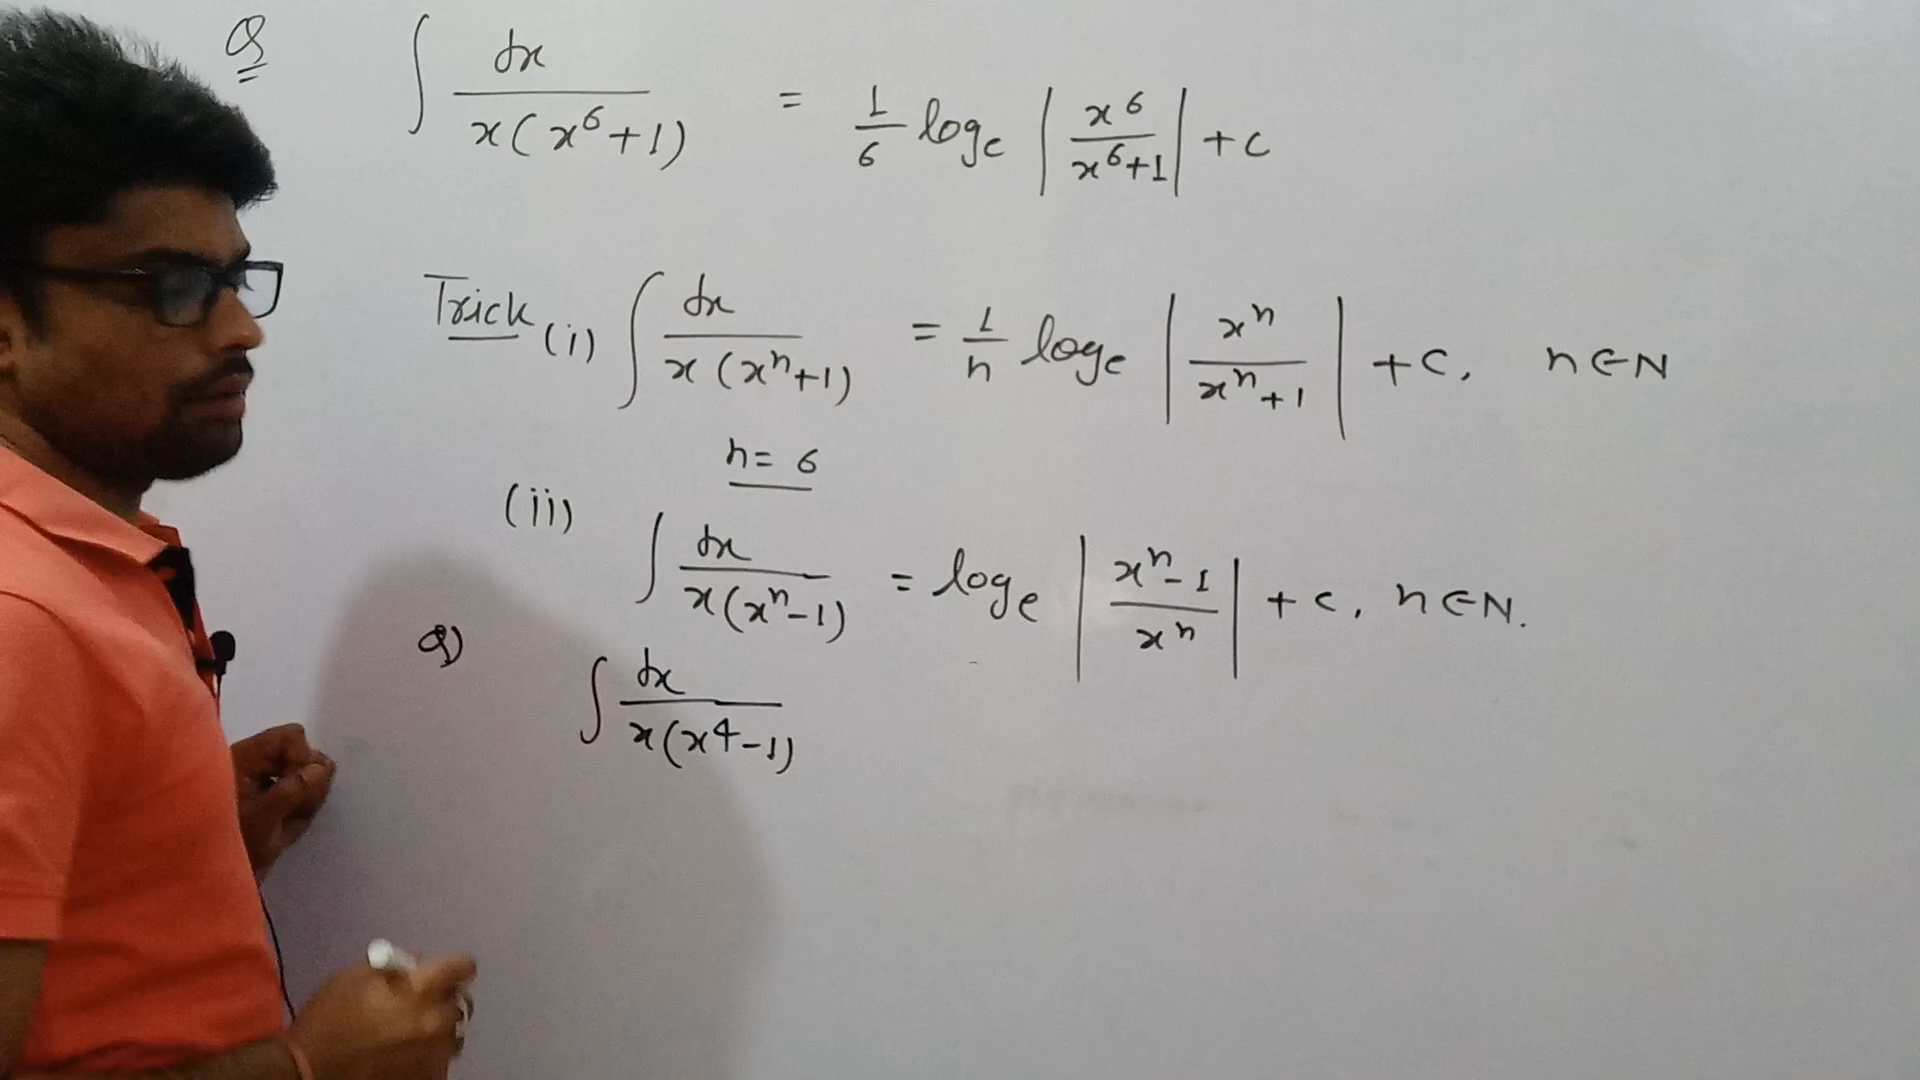 Q ∫ dx / x(x⁶+1) = 1/6 logₑ | x⁶ / x⁶+1 | + c
Trick (i) ∫ dx / x(xⁿ+1) = 1/n logₑ | xⁿ / xⁿ+1 | + c, n∈N
n = 6
(ii) ∫ dx / x(xⁿ-1) = logₑ | xⁿ-1 / xⁿ | + c, n∈N.
Q) ∫ dx / x(x⁴-1)